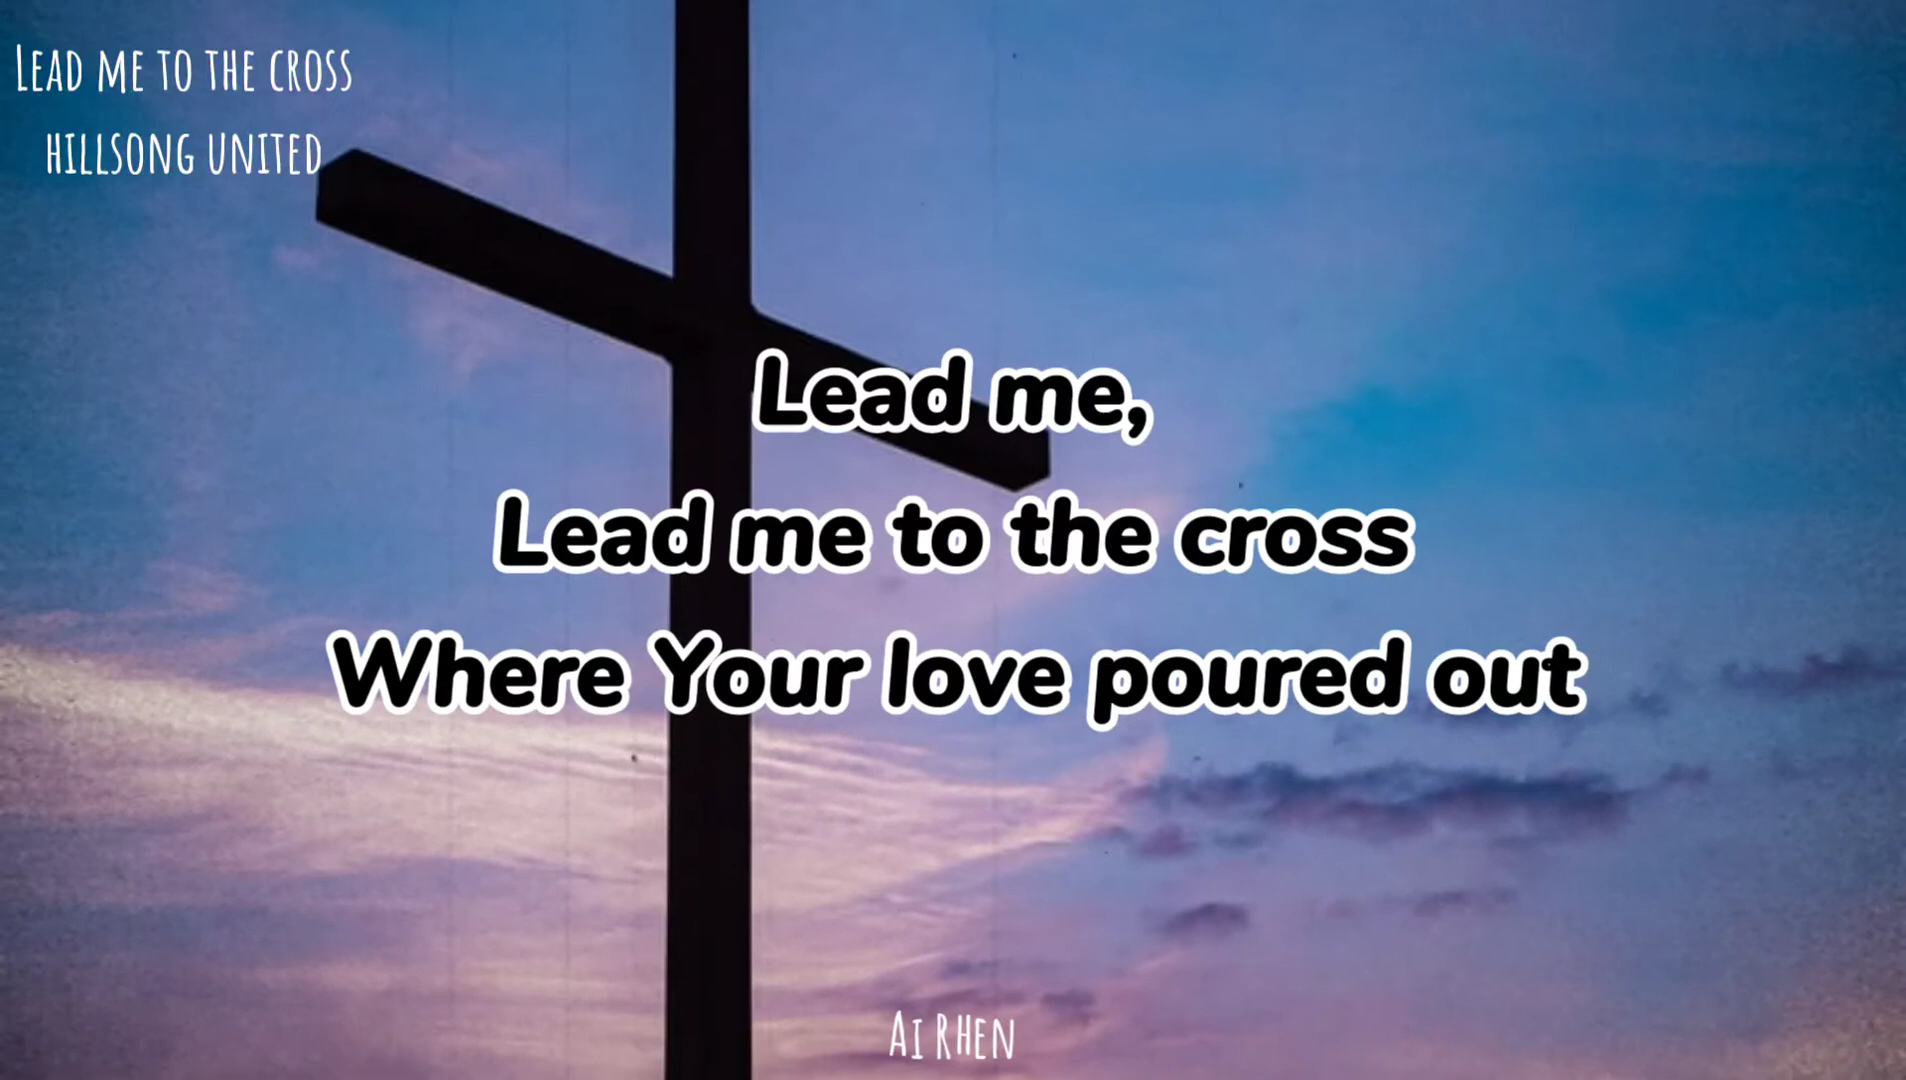 LEAD ME TO THE CROSS
HILLSONG UNITED
Lead me,
Lead me to the cross
Where Your love poured out
AI RHEN